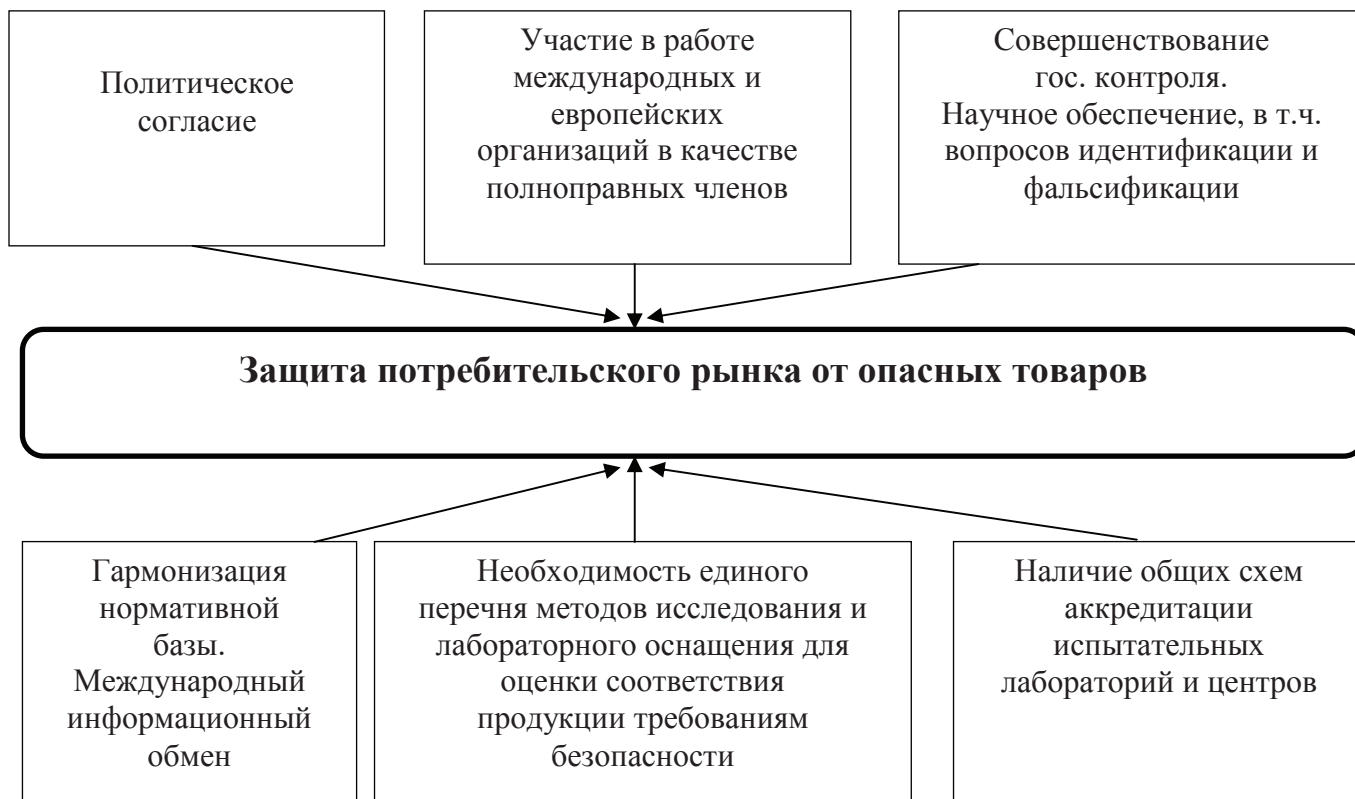 Политическое
согласие
Участие в работе
международных и
европейских
организаций в качестве
полноправных членов
Совершенствование
гос. контроля.
Научное обеспечение, в т.ч.
вопросов идентификации и
фальсификации
Защита потребительского рынка от опасных товаров
Гармонизация
нормативной
базы.
Международный
информационный
обмен
Необходимость единого
перечня методов исследования и
лабораторного оснащения для
оценки соответствия
продукции требованиям
безопасности
Наличие общих схем
аккредитации
испытательных
лабораторий и центров